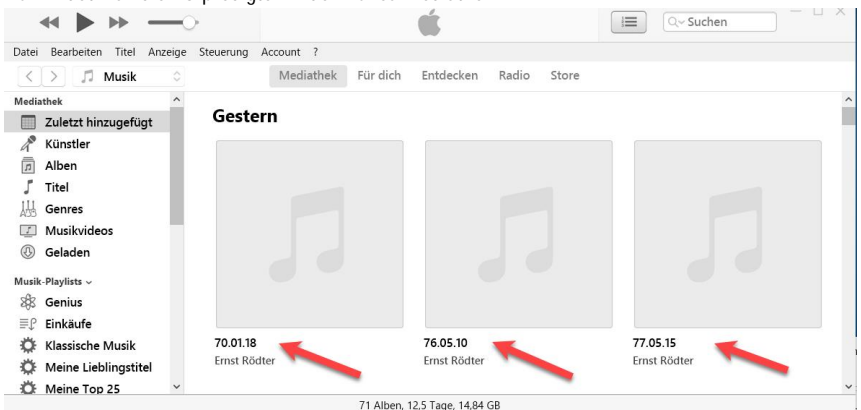 Suchen
Datei Bearbeiten Titel Anzeige Steuerung Account ?
Musik
Mediathek Für dich Entdecken Radio Store
Mediathek
Zuletzt hinzugefügt
Künstler
Alben
Titel
Genres
Musikvideos
Geladen
Musik-Playlists
Genius
Einkäufe
Klassische Musik
Meine Lieblingstitel
Meine Top 25
Gestern
70.01.18
Ernst Rödter
76.05.10
Ernst Rödter
77.05.15
Ernst Rödter
71 Alben, 12,5 Tage, 14,84 GB